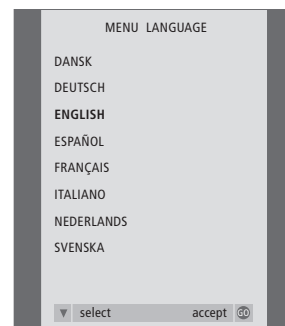 MENU LANGUAGE
DANSK
DEUTSCH
ENGLISH
ESPAÑOL
FRANÇAIS
ITALIANO
NEDERLANDS
SVENSKA
▼ select accept GO